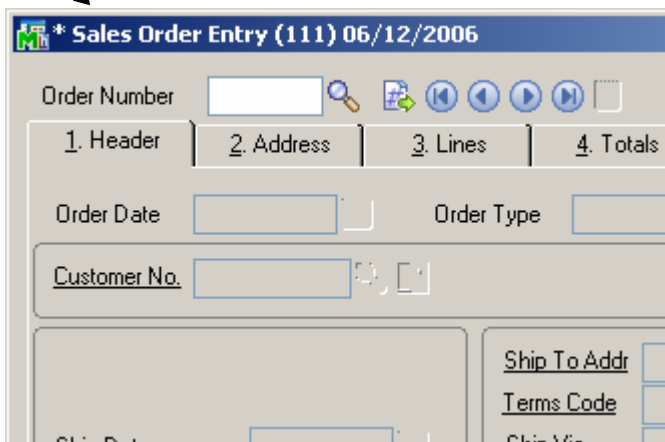 * Sales Order Entry (111) 06/12/2006
Order Number
1. Header 2. Address 3. Lines 4. Totals
Order Date Order Type
Customer No.
Ship To Addr
Terms Code